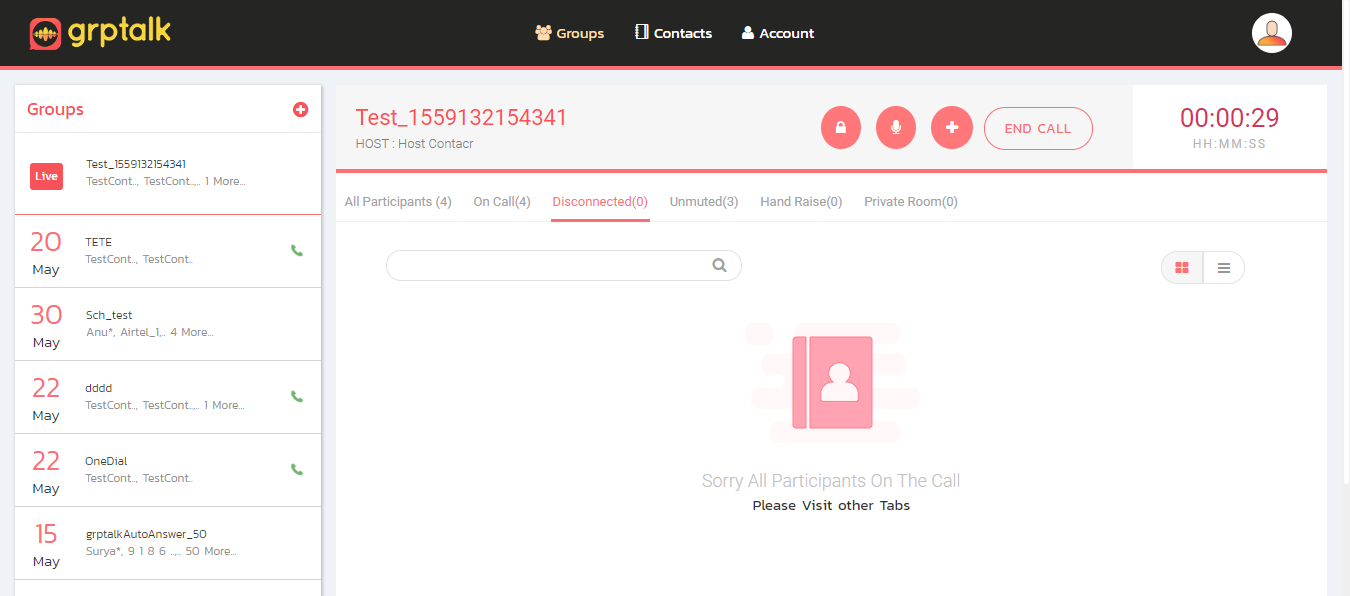 grptalk
Groups
Contacts
Account
Groups
Live
Test_1559132154341
TestCont.., TestCont..,.. 1 More...
20
May
TETE
TestCont.., TestCont..
30
May
Sch_test
Anu*, Airtel_1,.. 4 More...
22
May
dddd
TestCont.., TestCont..,.. 1 More...
22
May
OneDial
TestCont.., TestCont..
15
May
grptalkAutoAnswer_50
Surya*, 9 1 8 6 ..,.. 50 More...
Test_1559132154341
HOST : Host Contacr
END CALL
00:00:29
HH:MM:SS
All Participants (4)
On Call(4)
Disconnected(0)
Unmuted(3)
Hand Raise(0)
Private Room(0)
Sorry All Participants On The Call
Please Visit other Tabs